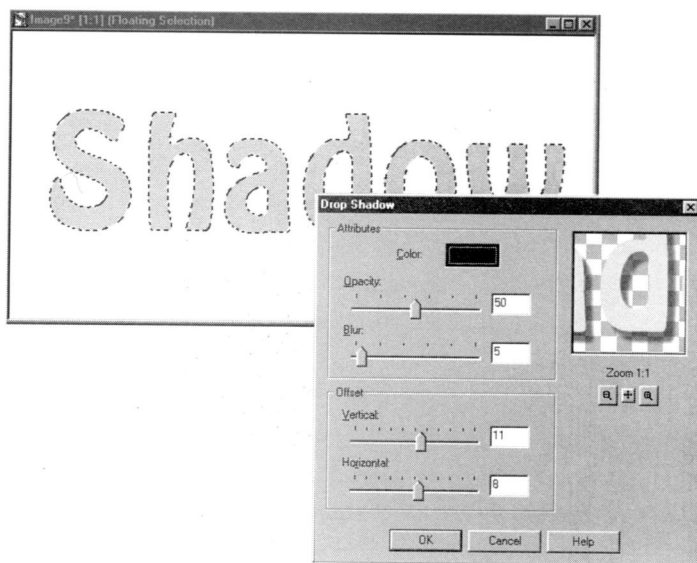 Image9* [1:1] (Floating Selection)
Shadow
Drop Shadow
Attributes
Color:
Opacity:
50
Blur:
5
Zoom 1:1
Offset
Vertical:
11
Horizontal:
8
OK Cancel Help